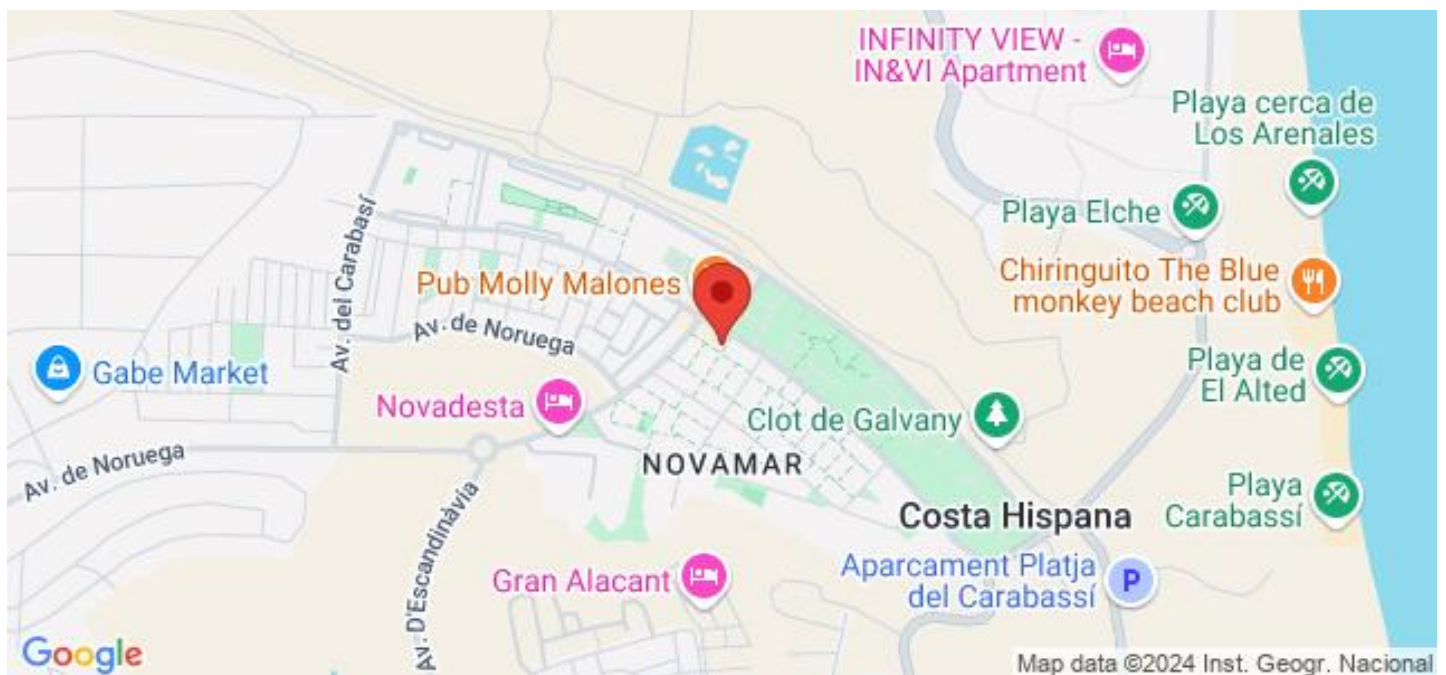 INFINITY VIEW -
IN&VI Apartment
Playa cerca de
Los Arenales
Playa Elche
Av. del Carabasí
Pub Molly Malones
Chiringuito The Blue
monkey beach club
Av. de Noruega
Gabe Market
Playa de
El Alted
Novadesta
Clot de Galvany
Av. de Noruega
NOVAMAR
Playa
Carabassí
Costa Hispana
Av. D'Escandinàvia
Gran Alacant
Aparcament Platja
del Carabassí
P
Google
Map data ©2024 Inst. Geogr. Nacional